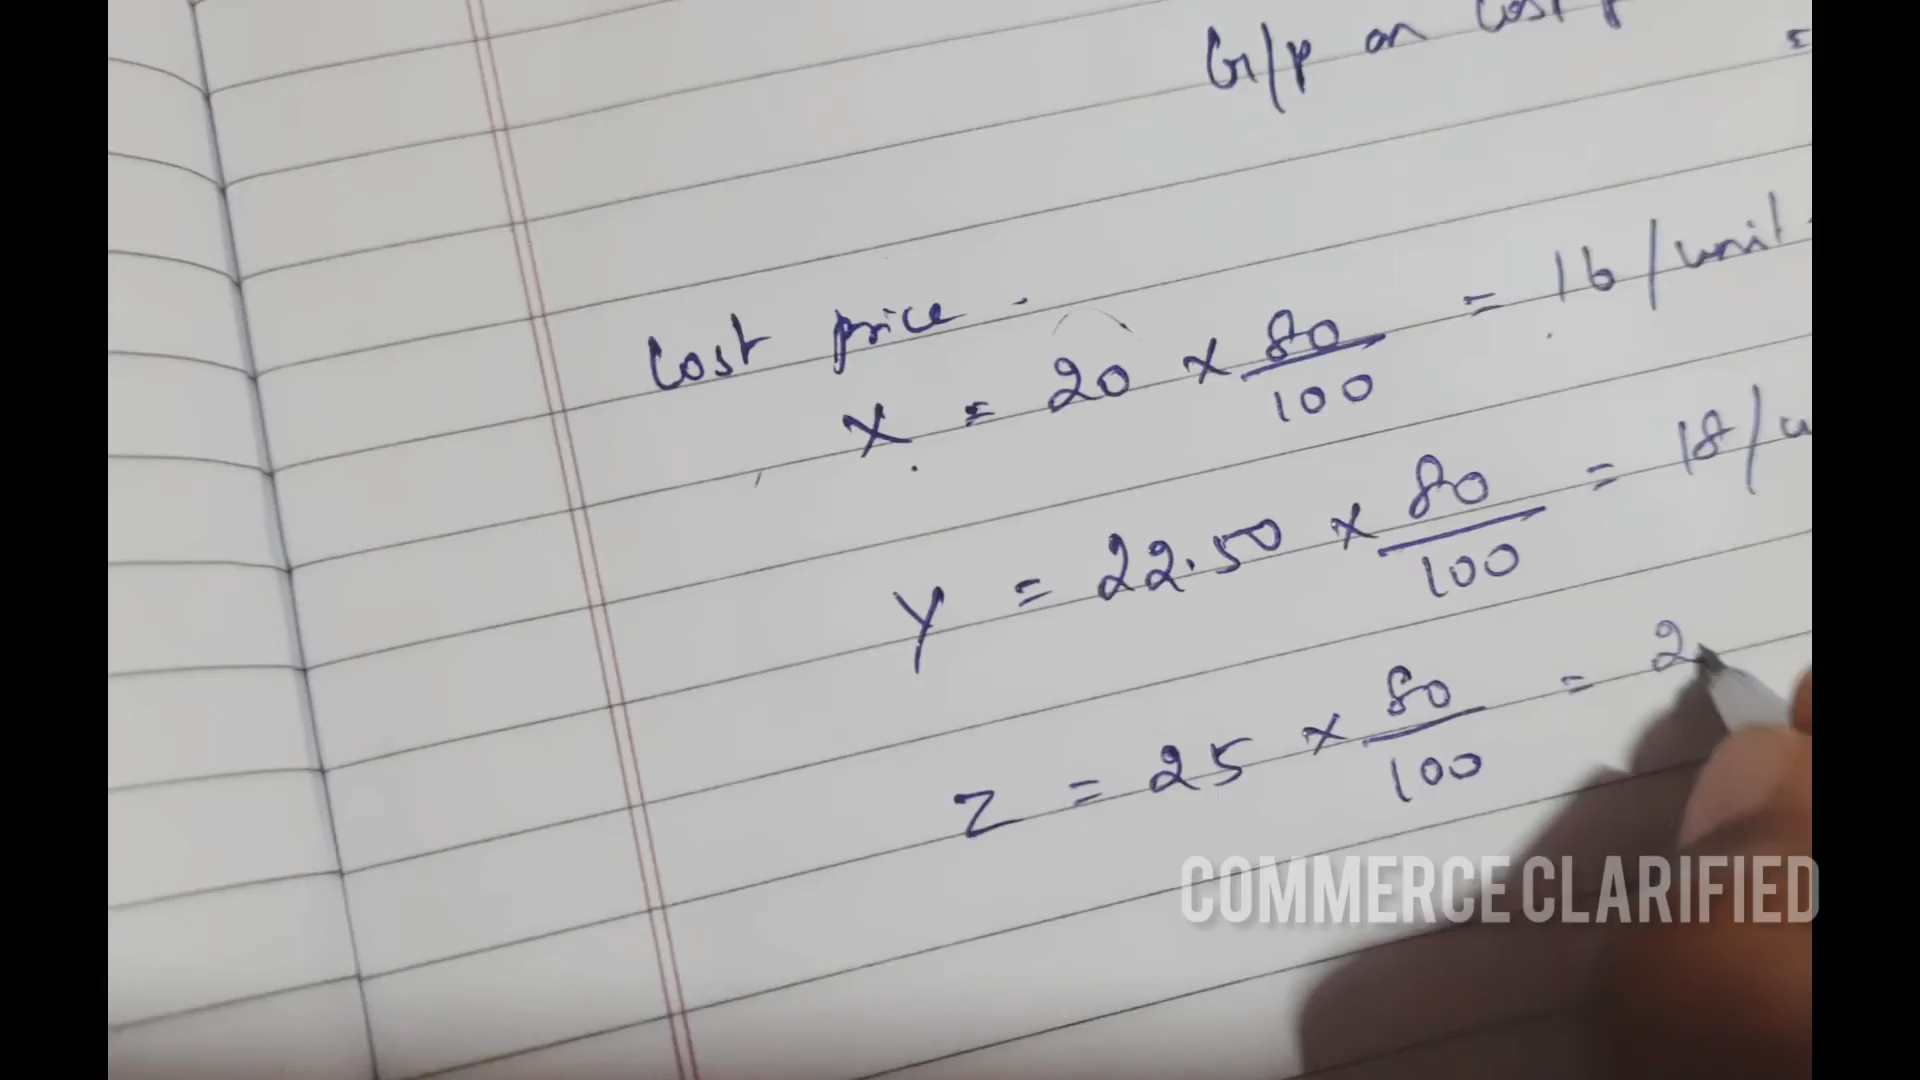 G/P on Cost
=
Cost price -
X = 20 × 80/100 = 16/unit
Y = 22.50 × 80/100 = 18/u
Z = 25 × 80/100 = 2
COMMERCE CLARIFIED